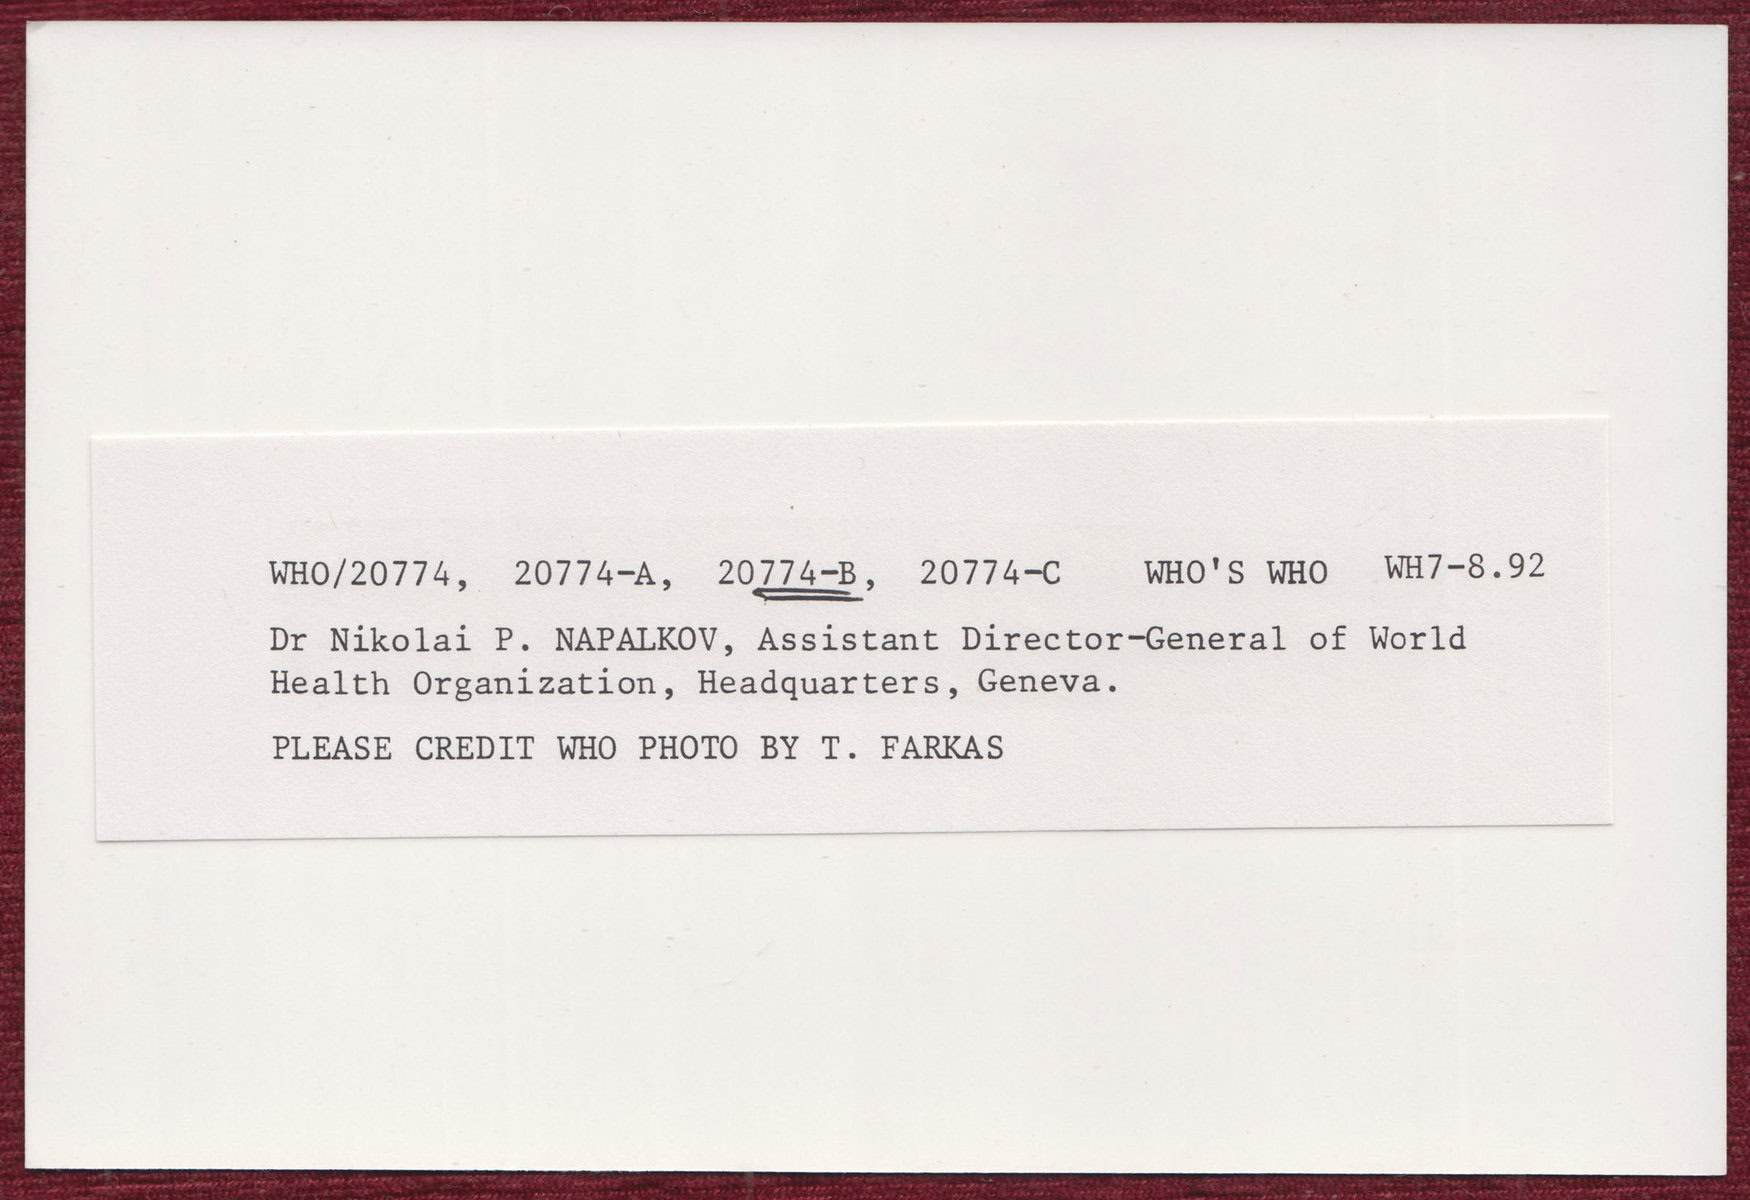 WHO/20774, 20774-A, 20774-B, 20774-C WHO'S WHO WH7-8.92
Dr Nikolai P. NAPALKOV, Assistant Director-General of World
Health Organization, Headquarters, Geneva.
PLEASE CREDIT WHO PHOTO BY T. FARKAS